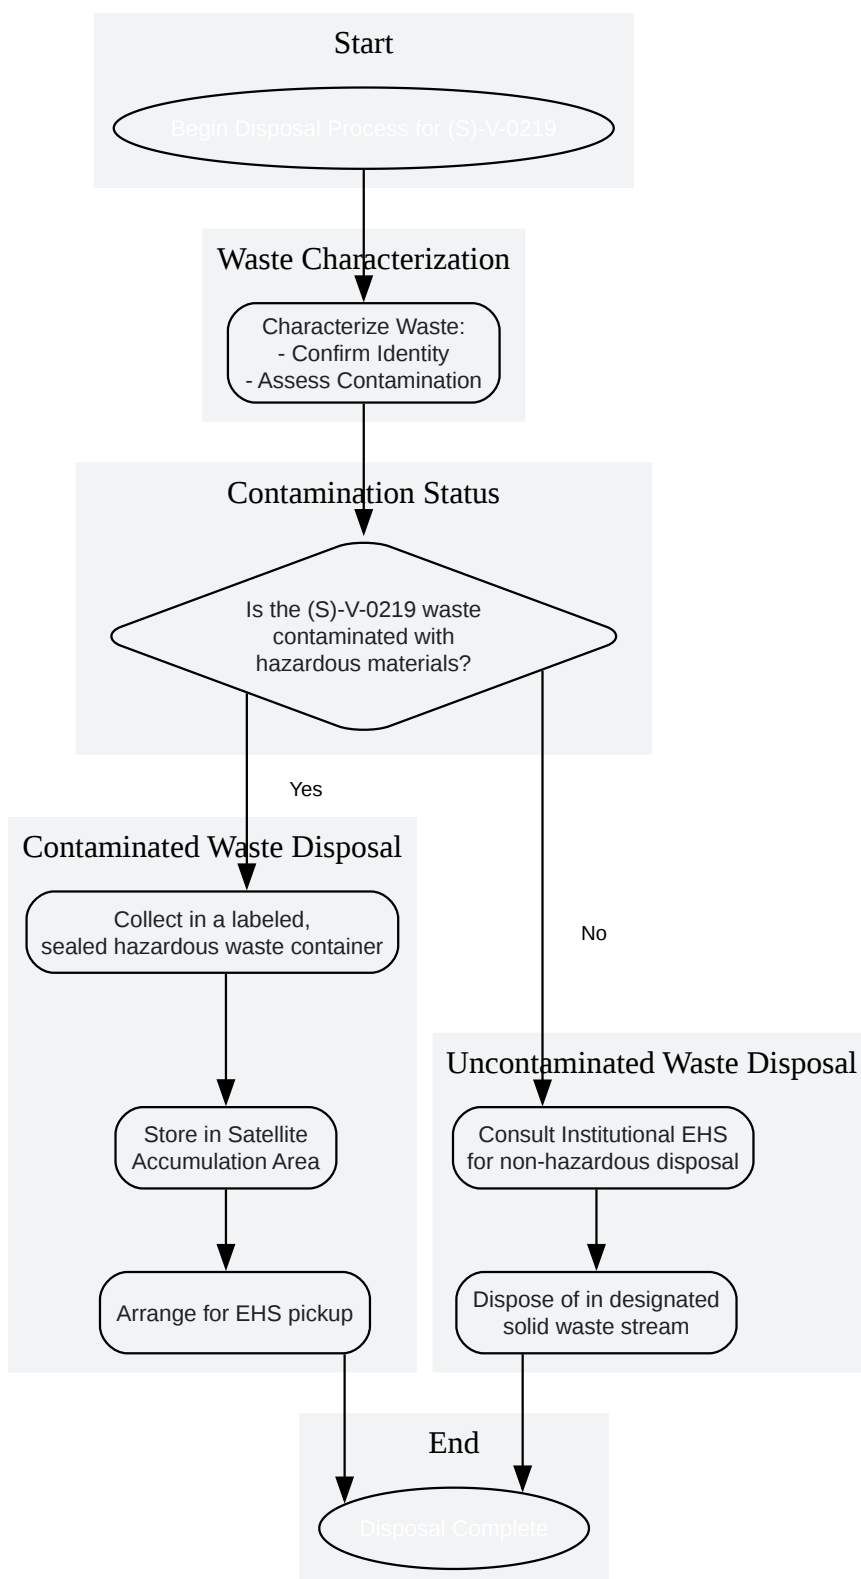 Start
Begin Disposal Process for (S)-V-0219
Waste Characterization
Characterize Waste:
- Confirm Identity
- Assess Contamination
Contamination Status
Is the (S)-V-0219 waste
contaminated with
hazardous materials?
Yes
No
Contaminated Waste Disposal
Collect in a labeled,
sealed hazardous waste container
Store in Satellite
Accumulation Area
Arrange for EHS pickup
Uncontaminated Waste Disposal
Consult Institutional EHS
for non-hazardous disposal
Dispose of in designated
solid waste stream
End
Disposal Complete